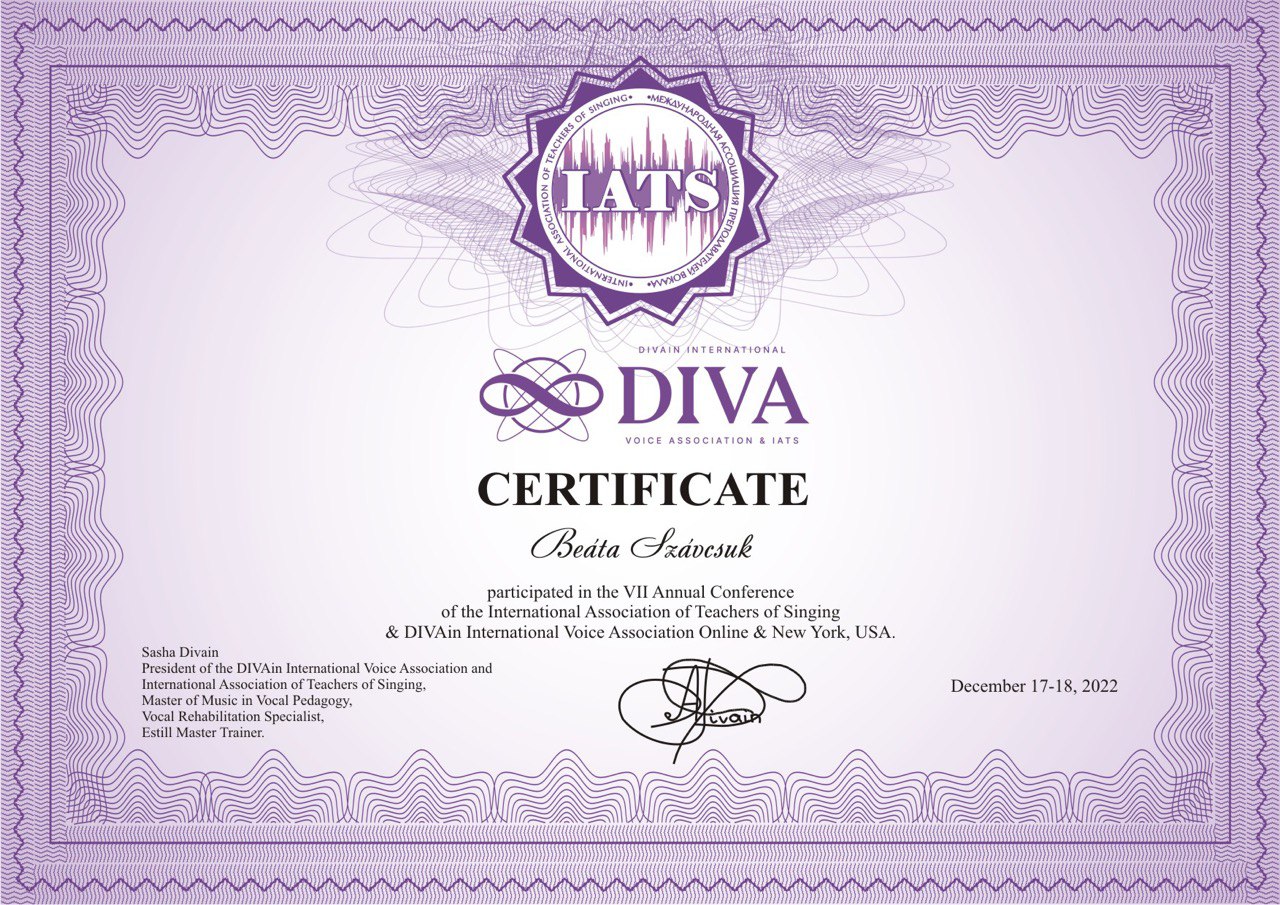 •INTERNATIONAL ASSOCIATION OF TEACHERS OF SINGING•
•МЕЖДУНАРОДНАЯ АССОЦИАЦИЯ ПРЕПОДАВАТЕЛЕЙ ВОКАЛА•
IATS
DIVAIN INTERNATIONAL
DIVA
VOICE ASSOCIATION & IATS
CERTIFICATE
Beáta Szávcsuk
participated in the VII Annual Conference
of the International Association of Teachers of Singing
& DIVAin International Voice Association Online & New York, USA.
Sasha Divain
President of the DIVAin International Voice Association and
International Association of Teachers of Singing,
Master of Music in Vocal Pedagogy,
Vocal Rehabilitation Specialist,
Estill Master Trainer.
Divain
December 17-18, 2022